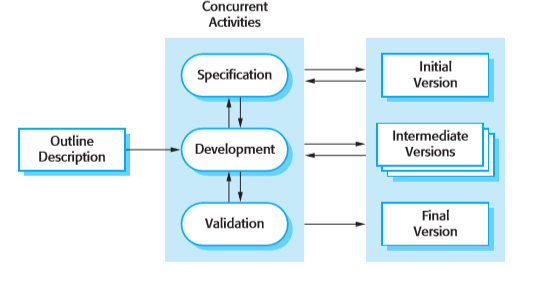 Concurrent
Activities
Specification
Initial
Version
Outline
Description
Development
Intermediate
Versions
Validation
Final
Version